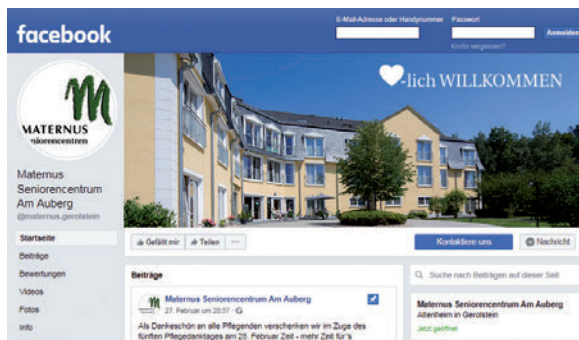 facebook
E-Mail-Adresse oder Handynummer
Passwort
Anmelden
Konto vergessen?
MATERNUS
Seniorencentren
-lich WILLKOMMEN
Maternus
Seniorencentrum
Am Auberg
@maternus.gerolstein
Startseite
Beiträge
Bewertungen
Videos
Fotos
Info
Gefällt mir
Teilen
...
Kontaktiere uns
Nachricht
Beiträge
Maternus Seniorencentrum Am Auberg
27. Februar um 20:57 ·
Als Dankeschön an alle Pflegenden verschenken wir im Zuge des
fünften Pflegedanktages am 28. Februar Zeit - mehr Zeit für's
Suche nach Beiträgen auf dieser Seit
Maternus Seniorencentrum Am Auberg
Altenheim in Gerolstein
Jetzt geöffnet